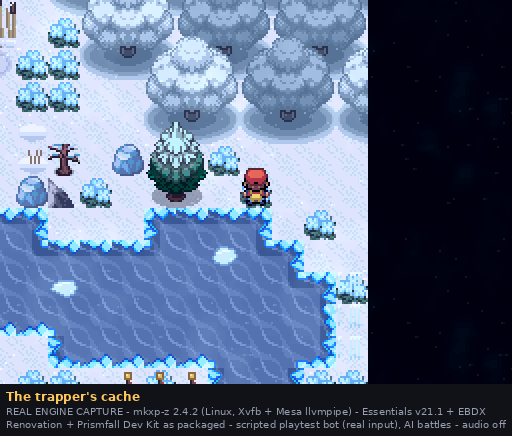 The trapper's cache
REAL ENGINE CAPTURE - mkxp-z 2.4.2 (Linux, Xvfb + Mesa llvmpipe) - Essentials v21.1 + EBDX
Renovation + Prismfall Dev Kit as packaged - scripted playtest bot (real input), AI battles - audio off